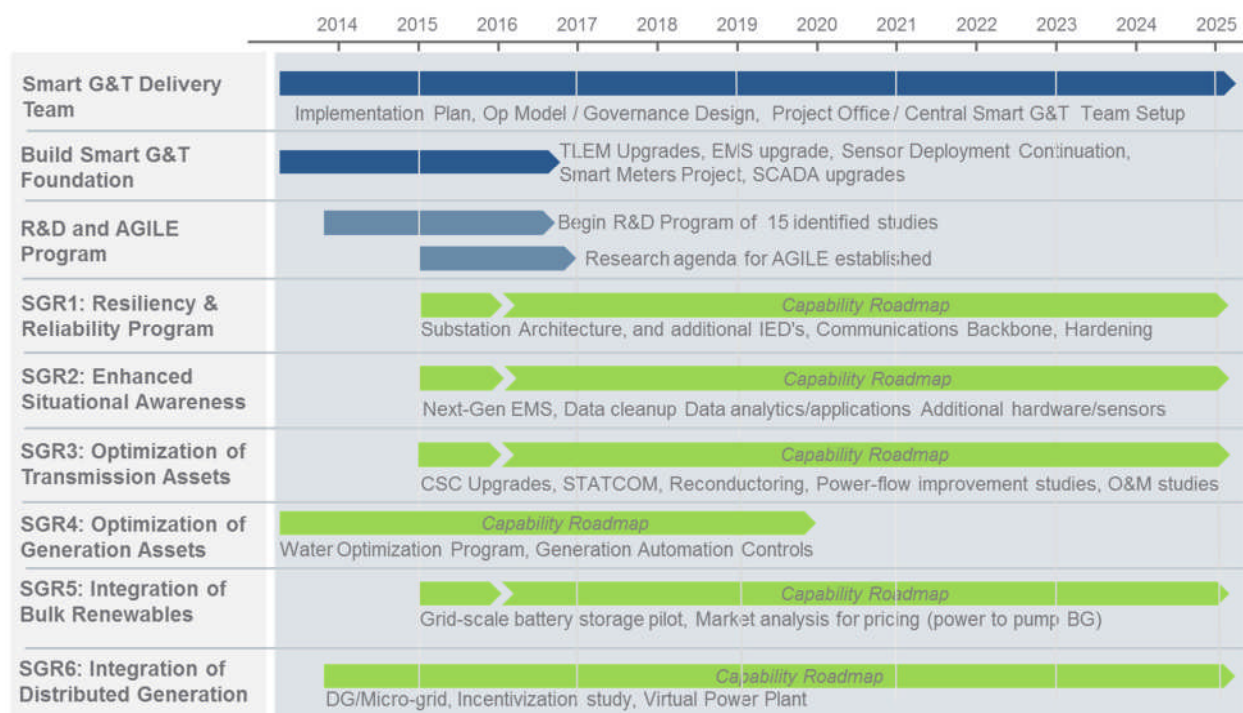 2014 2015 2016 2017 2018 2019 2020 2021 2022 2023 2024 2025
Smart G&T Delivery
Team
Implementation Plan, Op Model / Governance Design, Project Office / Central Smart G&T Team Setup
Build Smart G&T
Foundation
TLEM Upgrades, EMS upgrade, Sensor Deployment Continuation,
Smart Meters Project, SCADA upgrades
R&D and AGILE
Program
Begin R&D Program of 15 identified studies
Research agenda for AGILE established
SGR1: Resiliency &
Reliability Program
Capability Roadmap
Substation Architecture, and additional IED's, Communications Backbone, Hardening
SGR2: Enhanced
Situational Awareness
Capability Roadmap
Next-Gen EMS, Data cleanup Data analytics/applications Additional hardware/sensors
SGR3: Optimization of
Transmission Assets
Capability Roadmap
CSC Upgrades, STATCOM, Reconductoring, Power-flow improvement studies, O&M studies
SGR4: Optimization of
Generation Assets
Capability Roadmap
Water Optimization Program, Generation Automation Controls
SGR5: Integration of
Bulk Renewables
Capability Roadmap
Grid-scale battery storage pilot, Market analysis for pricing (power to pump BG)
SGR6: Integration of
Distributed Generation
Capability Roadmap
DG/Micro-grid, Incentivization study, Virtual Power Plant